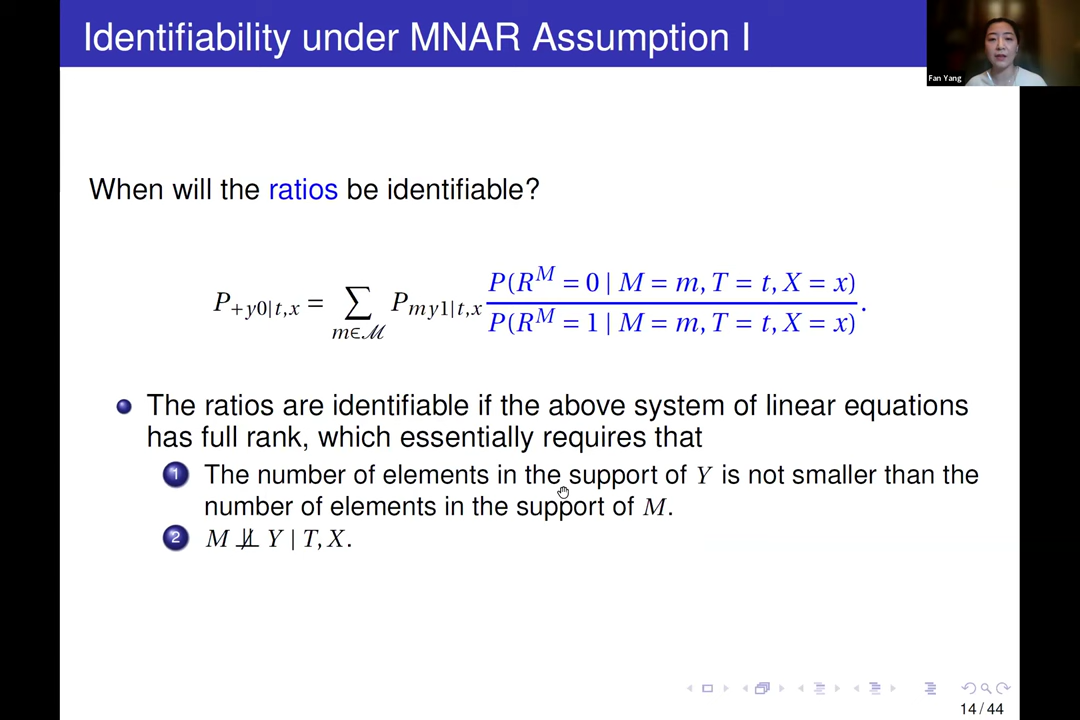 Identifiability under MNAR Assumption I
Fan Yang
When will the ratios be identifiable?
P_{+y0|t,x} = ∑_{m∈ℳ} P_{my1|t,x} P(R^M = 0 | M = m, T = t, X = x) / P(R^M = 1 | M = m, T = t, X = x).
The ratios are identifiable if the above system of linear equations
has full rank, which essentially requires that
1 The number of elements in the support of Y is not smaller than the
number of elements in the support of M.
2 M ⫫̸ Y | T, X.
14 / 44